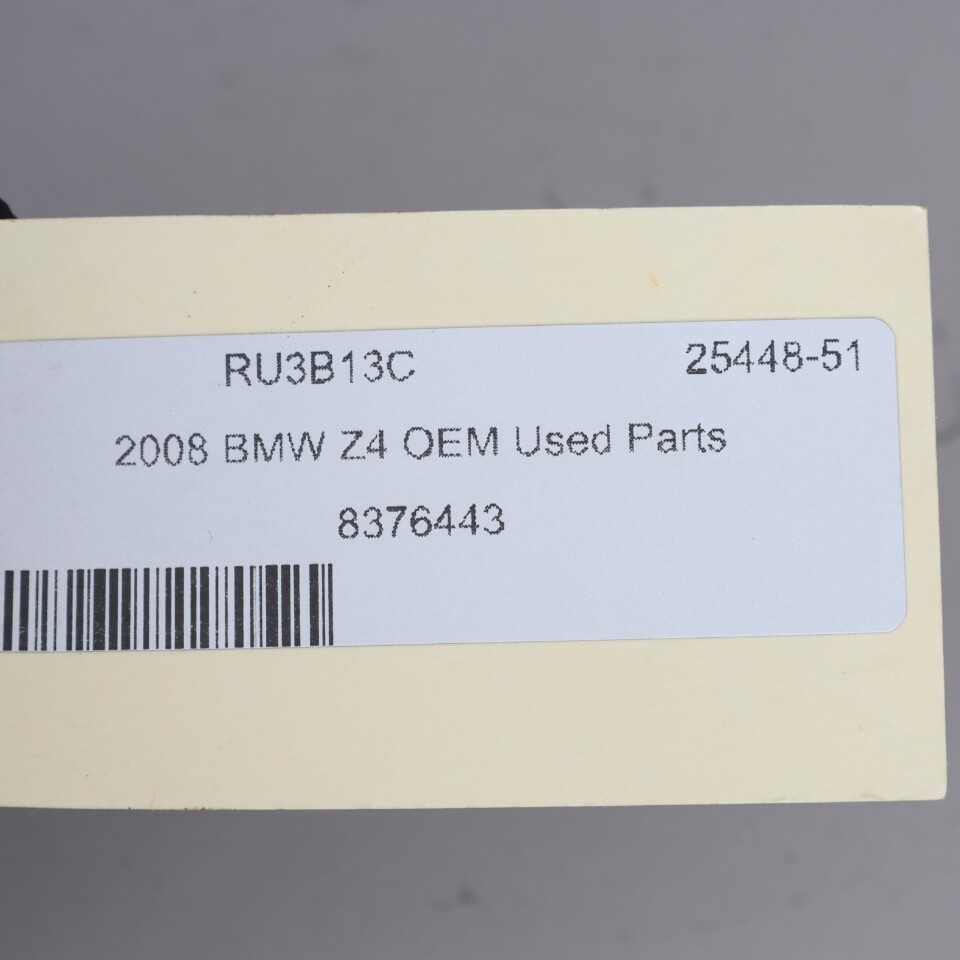 RU3B13C 25448-51
2008 BMW Z4 OEM Used Parts
8376443